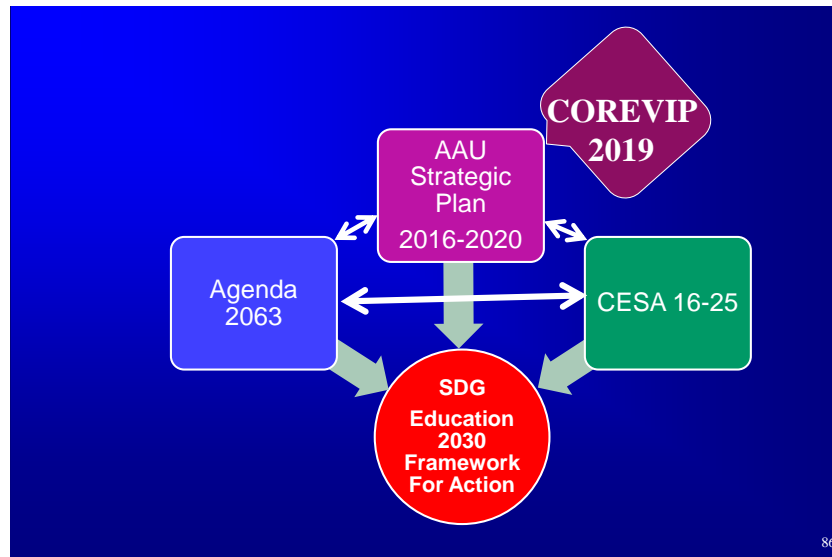 COREVIP
2019
AAU
Strategic
Plan
2016-2020
Agenda
2063
CESA 16-25
SDG
Education
2030
Framework
For Action
86